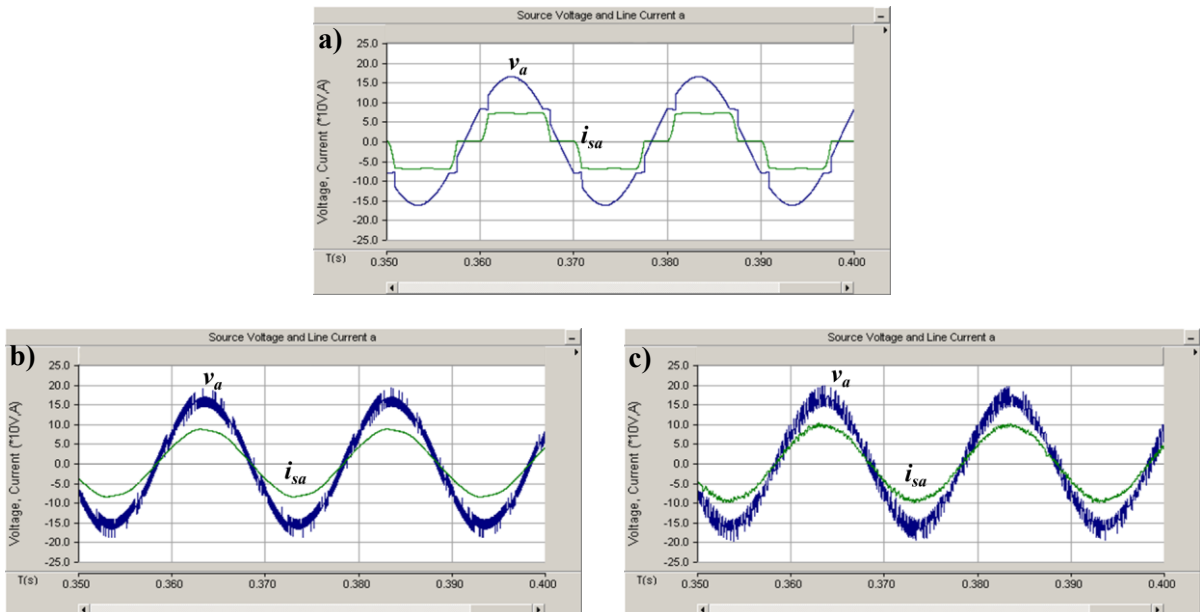 Source Voltage and Line Current a
a)
Voltage, Current (*10V,A)
25.0
20.0
15.0
10.0
5.0
0.0
-5.0
-10.0
-15.0
-20.0
-25.0
va
isa
T(s)
0.350
0.360
0.370
0.380
0.390
0.400
Source Voltage and Line Current a
b)
Voltage, Current (*10V,A)
25.0
20.0
15.0
10.0
5.0
0.0
-5.0
-10.0
-15.0
-20.0
-25.0
va
isa
T(s)
0.350
0.360
0.370
0.380
0.390
0.400
Source Voltage and Line Current a
c)
Voltage, Current (*10V,A)
25.0
20.0
15.0
10.0
5.0
0.0
-5.0
-10.0
-15.0
-20.0
-25.0
va
isa
T(s)
0.350
0.360
0.370
0.380
0.390
0.400